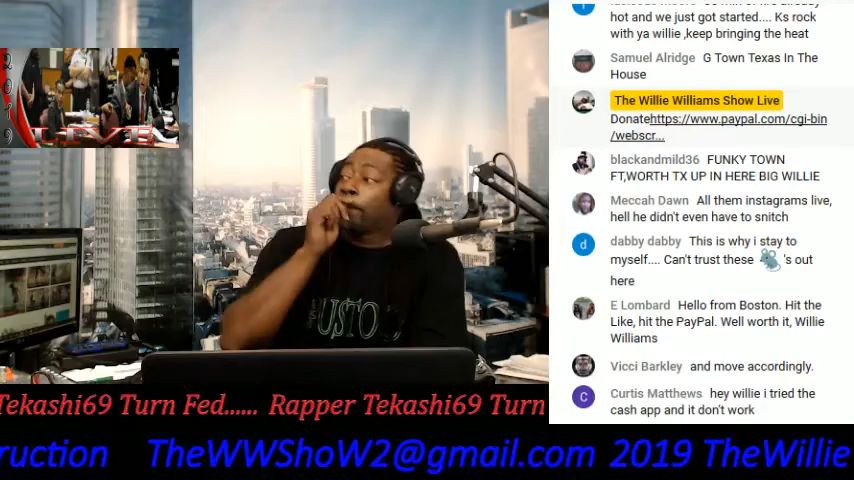 2019
LIVE
hot and we just got started.... Ks rock
with ya willie ,keep bringing the heat
Samuel Alridge G Town Texas In The
House
The Willie Williams Show Live
Donatehttps://www.paypal.com/cgi-bin
/webscr...
blackandmild36 FUNKY TOWN
FT,WORTH TX UP IN HERE BIG WILLIE
Meccah Dawn All them instagrams live,
hell he didn't even have to snitch
d dabby dabby This is why i stay to
myself.... Can't trust these 's out
here
E Lombard Hello from Boston. Hit the
Like, hit the PayPal. Well worth it, Willie
Williams
Vicci Barkley and move accordingly.
C Curtis Matthews hey willie i tried the
cash app and it don't work
USTO
Tekashi69 Turn Fed...... Rapper Tekashi69 Turn
ruction TheWWShoW2@gmail.com 2019 TheWillie